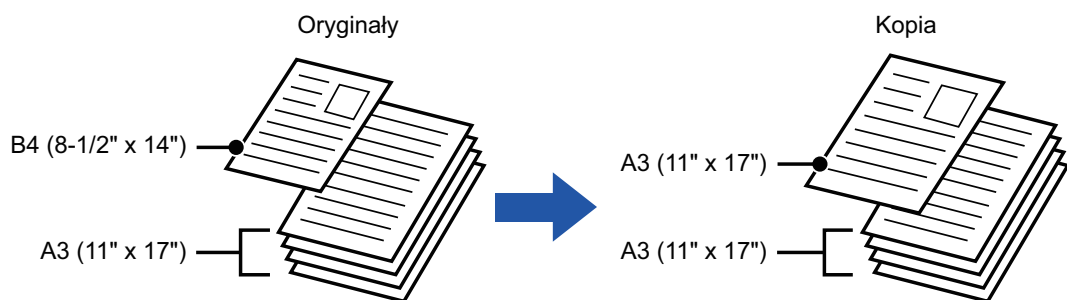 Oryginały
Kopia
B4 (8-1/2" x 14")
A3 (11" x 17")
A3 (11" x 17")
A3 (11" x 17")